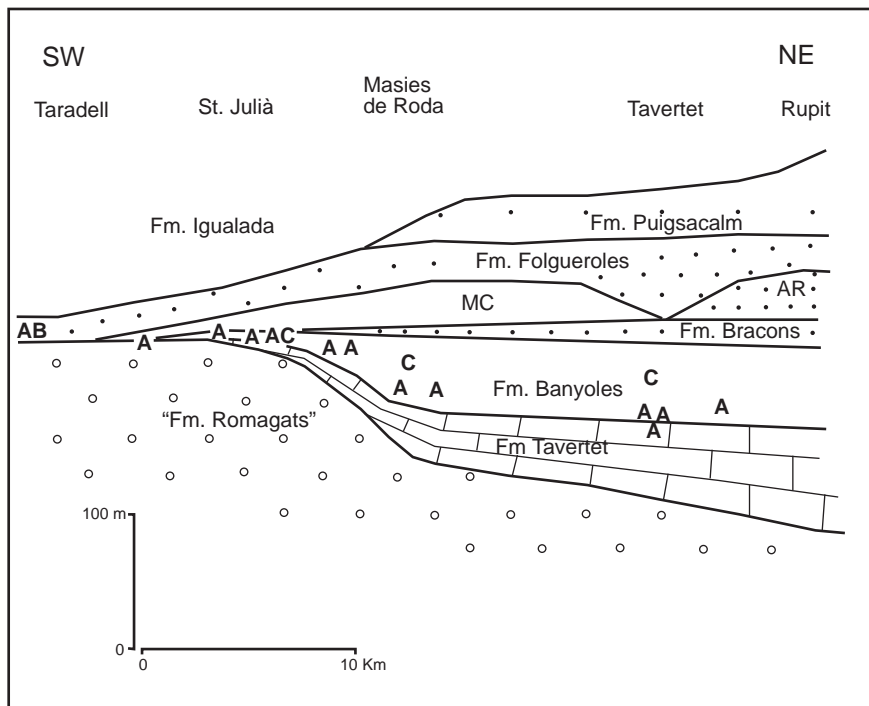 SW
NE
Taradell
St. Julià
Masies
de Roda
Tavertet
Rupit
Fm. Igualada
Fm. Puigsacalm
Fm. Folgueroles
AR
MC
AB
Fm. Bracons
A
A
A
AC
A A
C
A
A
Fm. Banyoles
C
A
A
A
A
"Fm. Romagats"
Fm Tavertet
100 m
0
0
10 Km